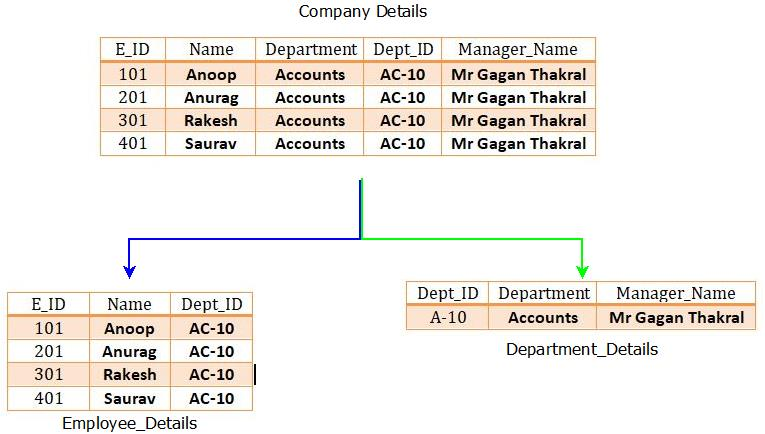 Company Details
E_ID Name Department Dept_ID Manager_Name
101 Anoop Accounts AC-10 Mr Gagan Thakral
201 Anurag Accounts AC-10 Mr Gagan Thakral
301 Rakesh Accounts AC-10 Mr Gagan Thakral
401 Saurav Accounts AC-10 Mr Gagan Thakral
E_ID Name Dept_ID
101 Anoop AC-10
201 Anurag AC-10
301 Rakesh AC-10
401 Saurav AC-10
Employee_Details
Dept_ID Department Manager_Name
A-10 Accounts Mr Gagan Thakral
Department_Details